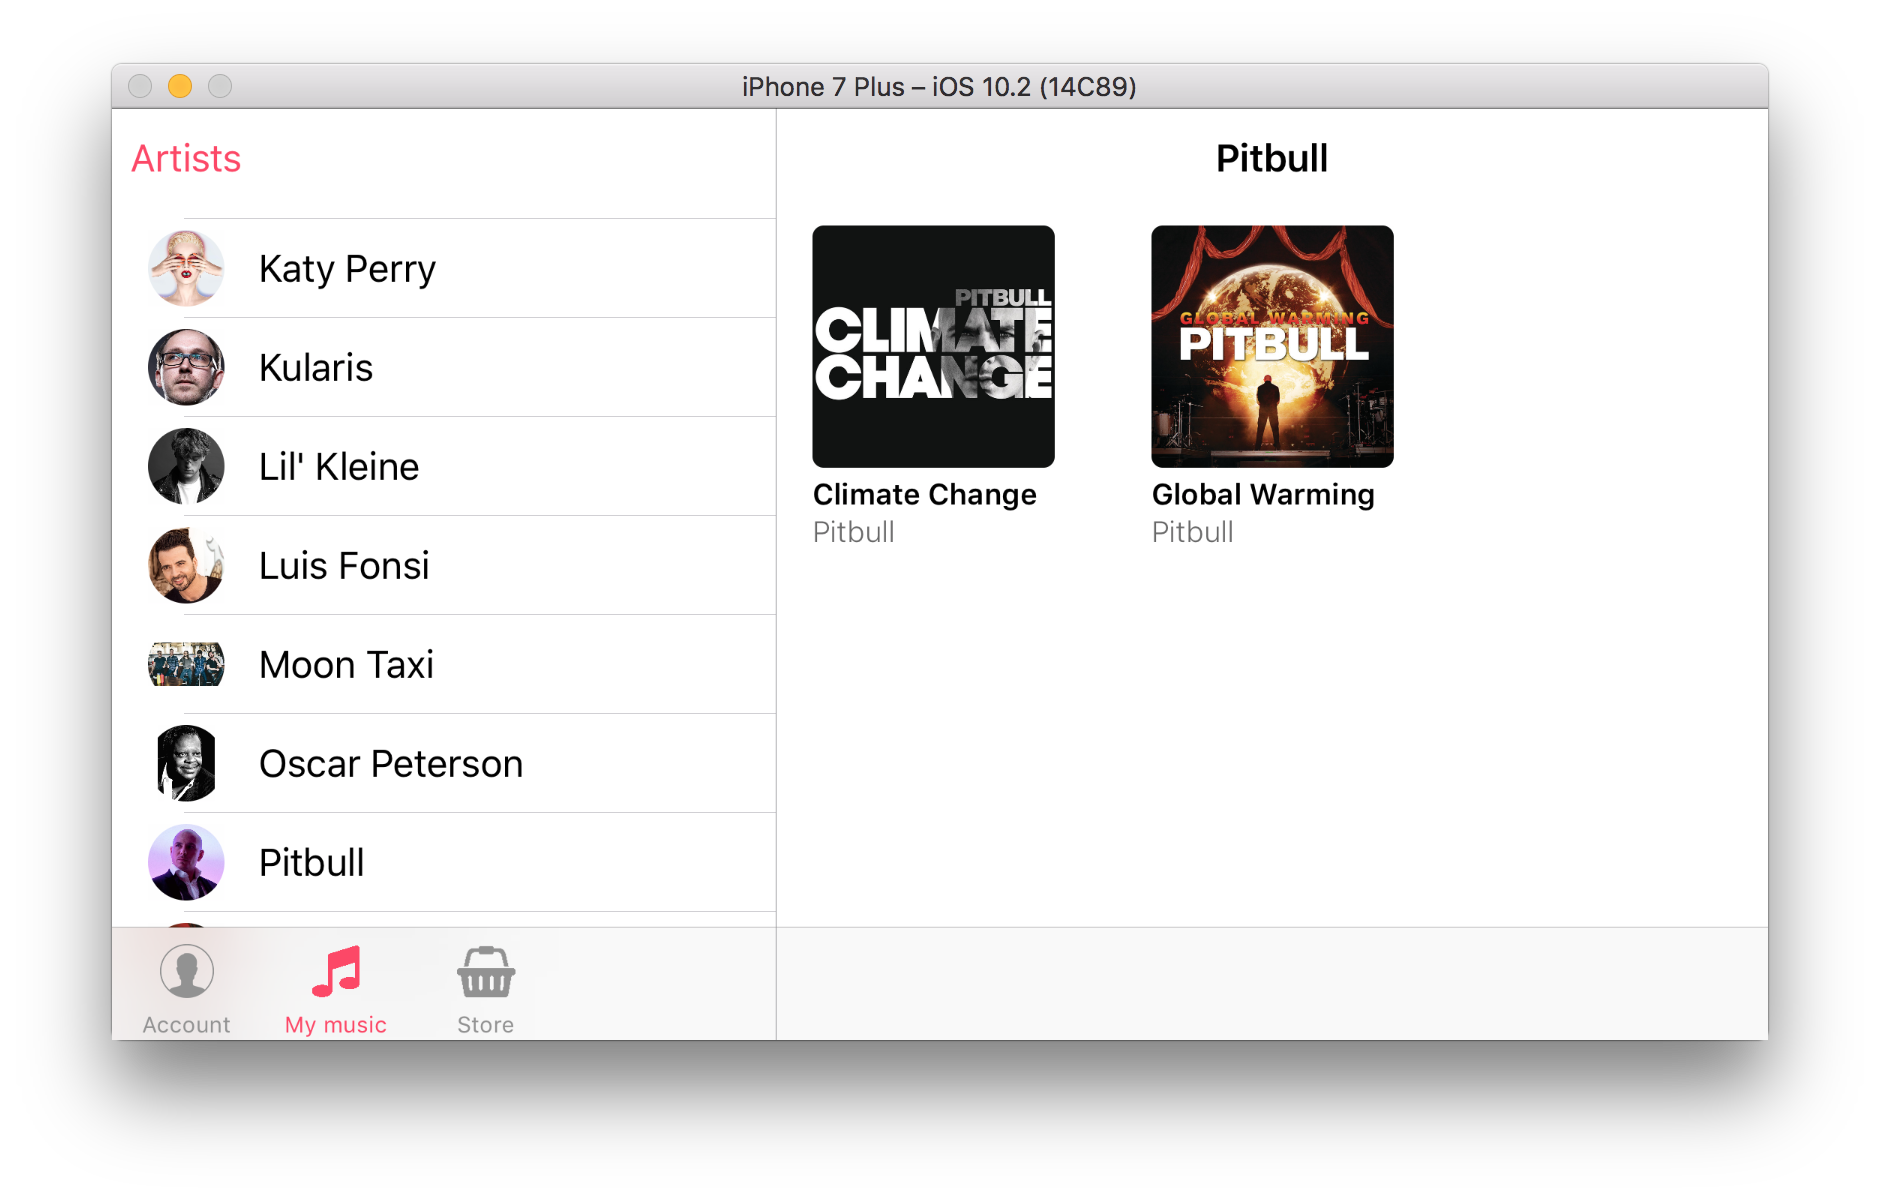 iPhone 7 Plus – iOS 10.2 (14C89)
Artists
Katy Perry
Kularis
Lil' Kleine
Luis Fonsi
Moon Taxi
Oscar Peterson
Pitbull
Account
My music
Store
Pitbull
PITBULL
CLIMATE
CHANGE
Climate Change
Pitbull
GLOBAL WARMING
PITBULL
Global Warming
Pitbull